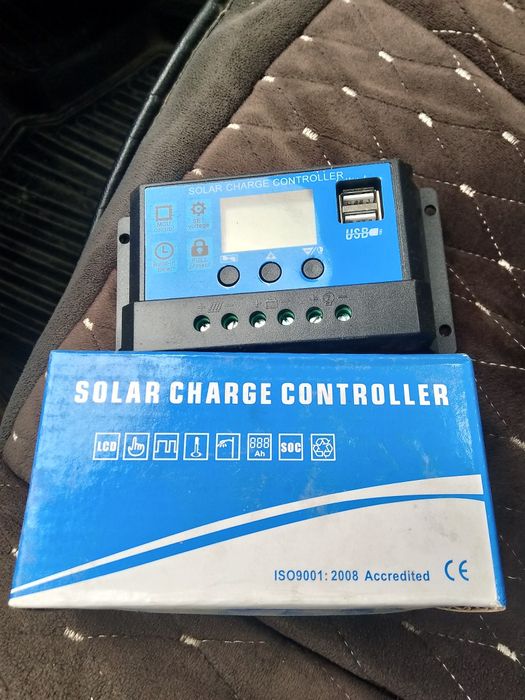 SOLAR CHARGE CONTROLLER
USB
SOLAR CHARGE CONTROLLER
LCD
888
Ah
SOC
ISO9001: 2008 Accredited CE